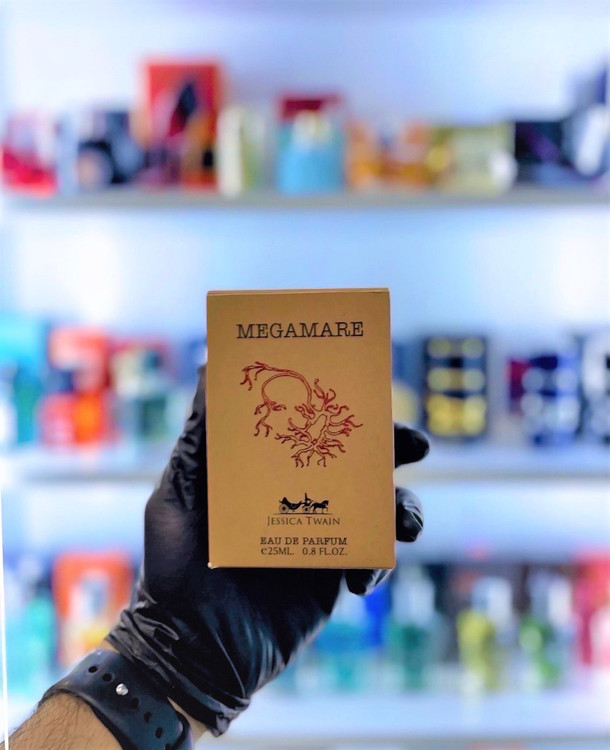 MEGAMARE
JESSICA TWAIN
EAU DE PARFUM
℮25ML. 0.8 FL.OZ.